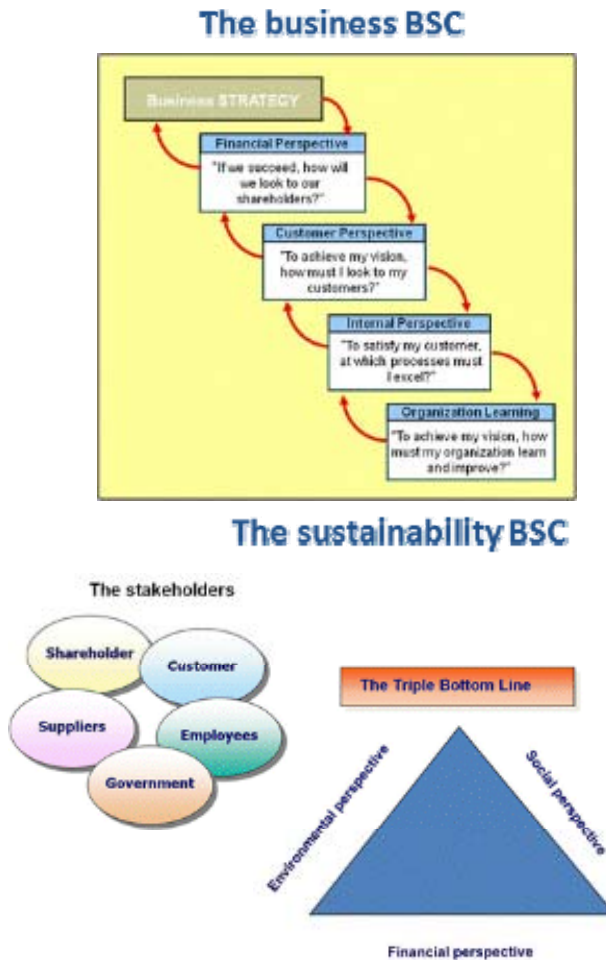 The business BSC
Business STRATEGY
Financial Perspective
"If we succeed, how will
we look to our
shareholders?"
Customer Perspective
"To achieve my vision,
how must I look to my
customers?"
Internal Perspective
"To satisfy my customer,
at which processes must
I excel?"
Organization Learning
"To achieve my vision, how
must my organization learn
and improve?"
The sustainability BSC
The stakeholders
Shareholder
Customer
Suppliers
Employees
Government
The Triple Bottom Line
Environmental perspective
Social perspective
Financial perspective